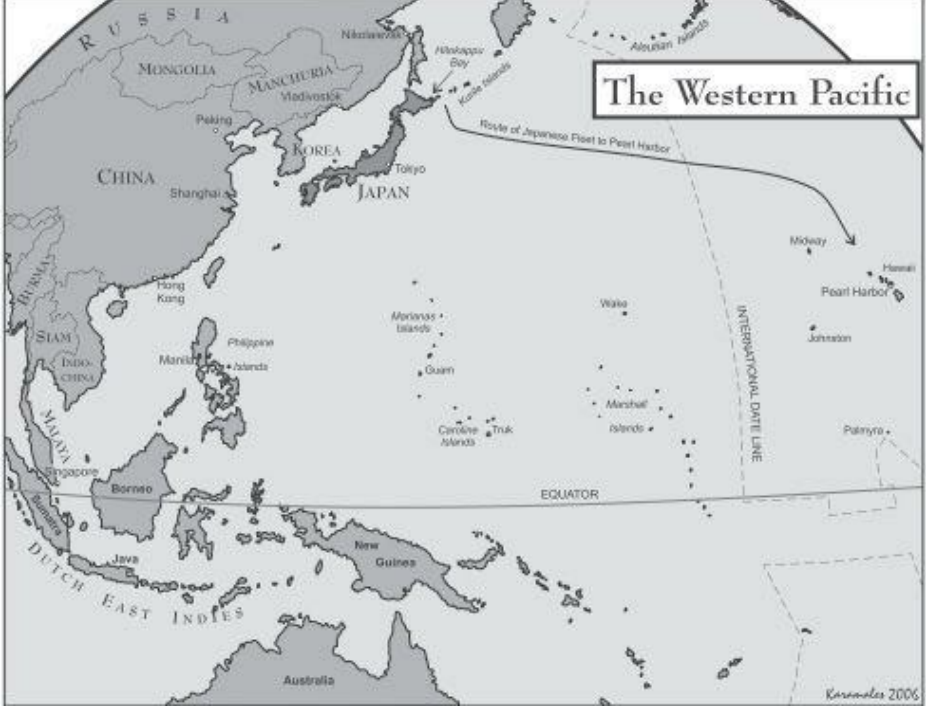 RUSSIA
Nikolaevsk
Aleutian Islands
Hitokappu
Bay
Kurile Islands
MONGOLIA
MANCHURIA
Vladivostok
The Western Pacific
Peking
KOREA
Route of Japanese Fleet to Pearl Harbor
Tokyo
CHINA
Shanghai
JAPAN
Midway
Hawaii
Pearl Harbor
BURMA
Hong
Kong
Wake
Marianas
Islands
INTERNATIONAL DATE LINE
Johnston
SIAM
Philippine
Islands
Manila
INDO-
CHINA
Guam
Marshall
Islands
MALAYA
Caroline
Islands
Truk
Palmyra
Singapore
Borneo
EQUATOR
Sumatra
New
Guinea
Java
DUTCH EAST INDIES
Australia
Karamales 2006